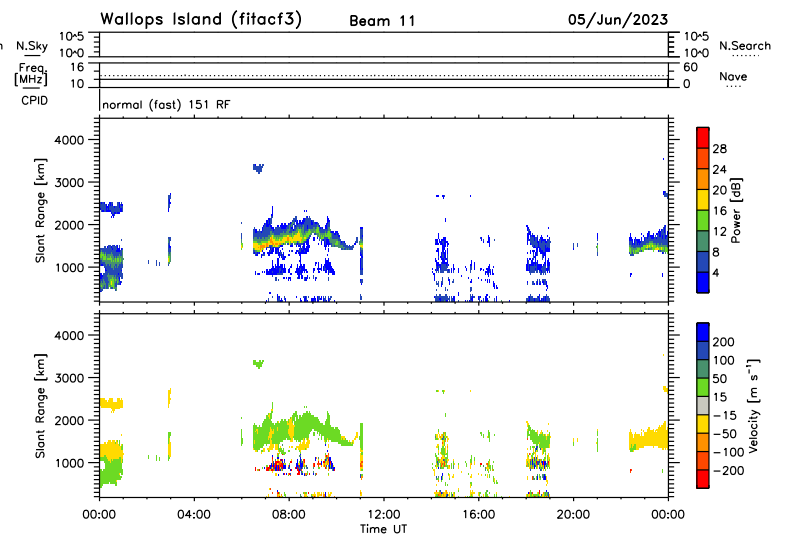 Wallops Island (fitacf3) Beam 11 05/Jun/2023
n N.Sky 10^5 10^5 N.Search
10^0 10^0
Freq. 16 60 Nave
[MHz] 10 0
CPID normal (fast) 151 RF
4000
3000
2000
1000
Slant Range [km]
28
24
20
16
12
8
4
Power [dB]
4000
3000
2000
1000
Slant Range [km]
200
100
50
15
-15
-50
-100
-200
Velocity [m s⁻¹]
00:00 04:00 08:00 12:00 16:00 20:00 00:00
Time UT